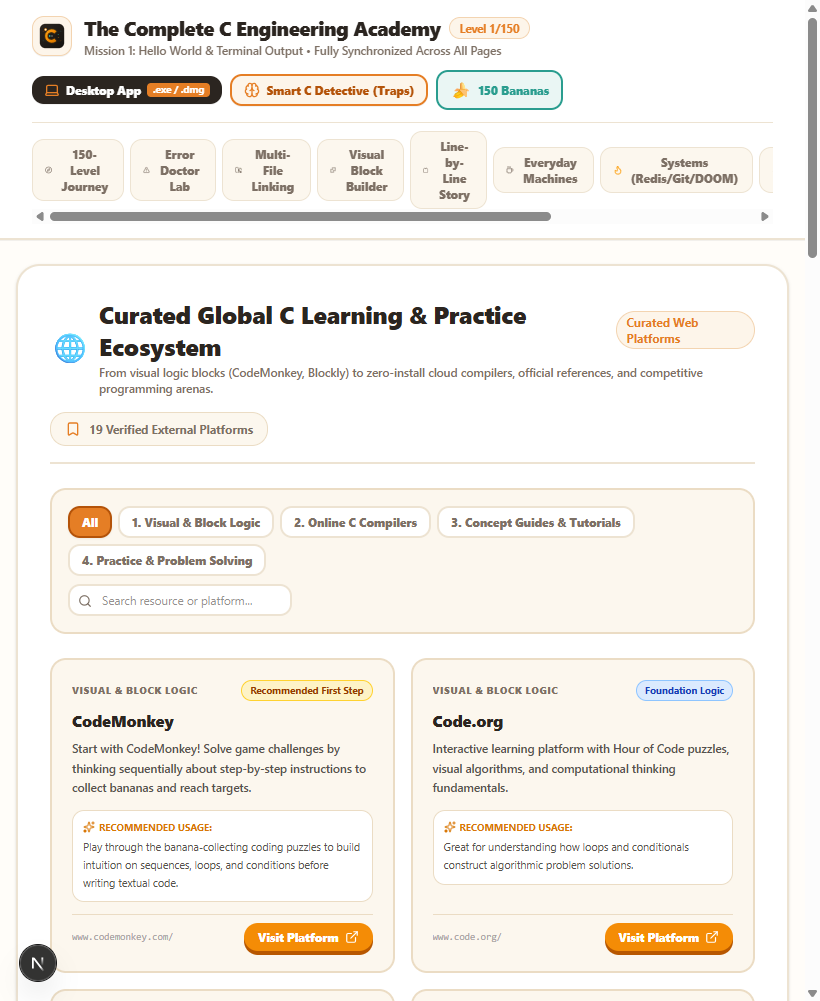 The Complete C Engineering Academy
Level 1/150
Mission 1: Hello World & Terminal Output • Fully Synchronized Across All Pages
Desktop App
.exe / .dmg
Smart C Detective (Traps)
150 Bananas
150-
Level
Journey
Error
Doctor
Lab
Multi-
File
Linking
Visual
Block
Builder
Line-
by-
Line
Story
Everyday
Machines
Systems
(Redis/Git/DOOM)
Curated Global C Learning & Practice
Ecosystem
Curated Web
Platforms
From visual logic blocks (CodeMonkey, Blockly) to zero-install cloud compilers, official references, and competitive
programming arenas.
19 Verified External Platforms
All
1. Visual & Block Logic
2. Online C Compilers
3. Concept Guides & Tutorials
4. Practice & Problem Solving
Search resource or platform...
VISUAL & BLOCK LOGIC
Recommended First Step
CodeMonkey
Start with CodeMonkey! Solve game challenges by
thinking sequentially about step-by-step instructions to
collect bananas and reach targets.
RECOMMENDED USAGE:
Play through the banana-collecting coding puzzles to build
intuition on sequences, loops, and conditions before
writing textual code.
www.codemonkey.com/
Visit Platform
VISUAL & BLOCK LOGIC
Foundation Logic
Code.org
Interactive learning platform with Hour of Code puzzles,
visual algorithms, and computational thinking
fundamentals.
RECOMMENDED USAGE:
Great for understanding how loops and conditionals
construct algorithmic problem solutions.
www.code.org/
Visit Platform
N